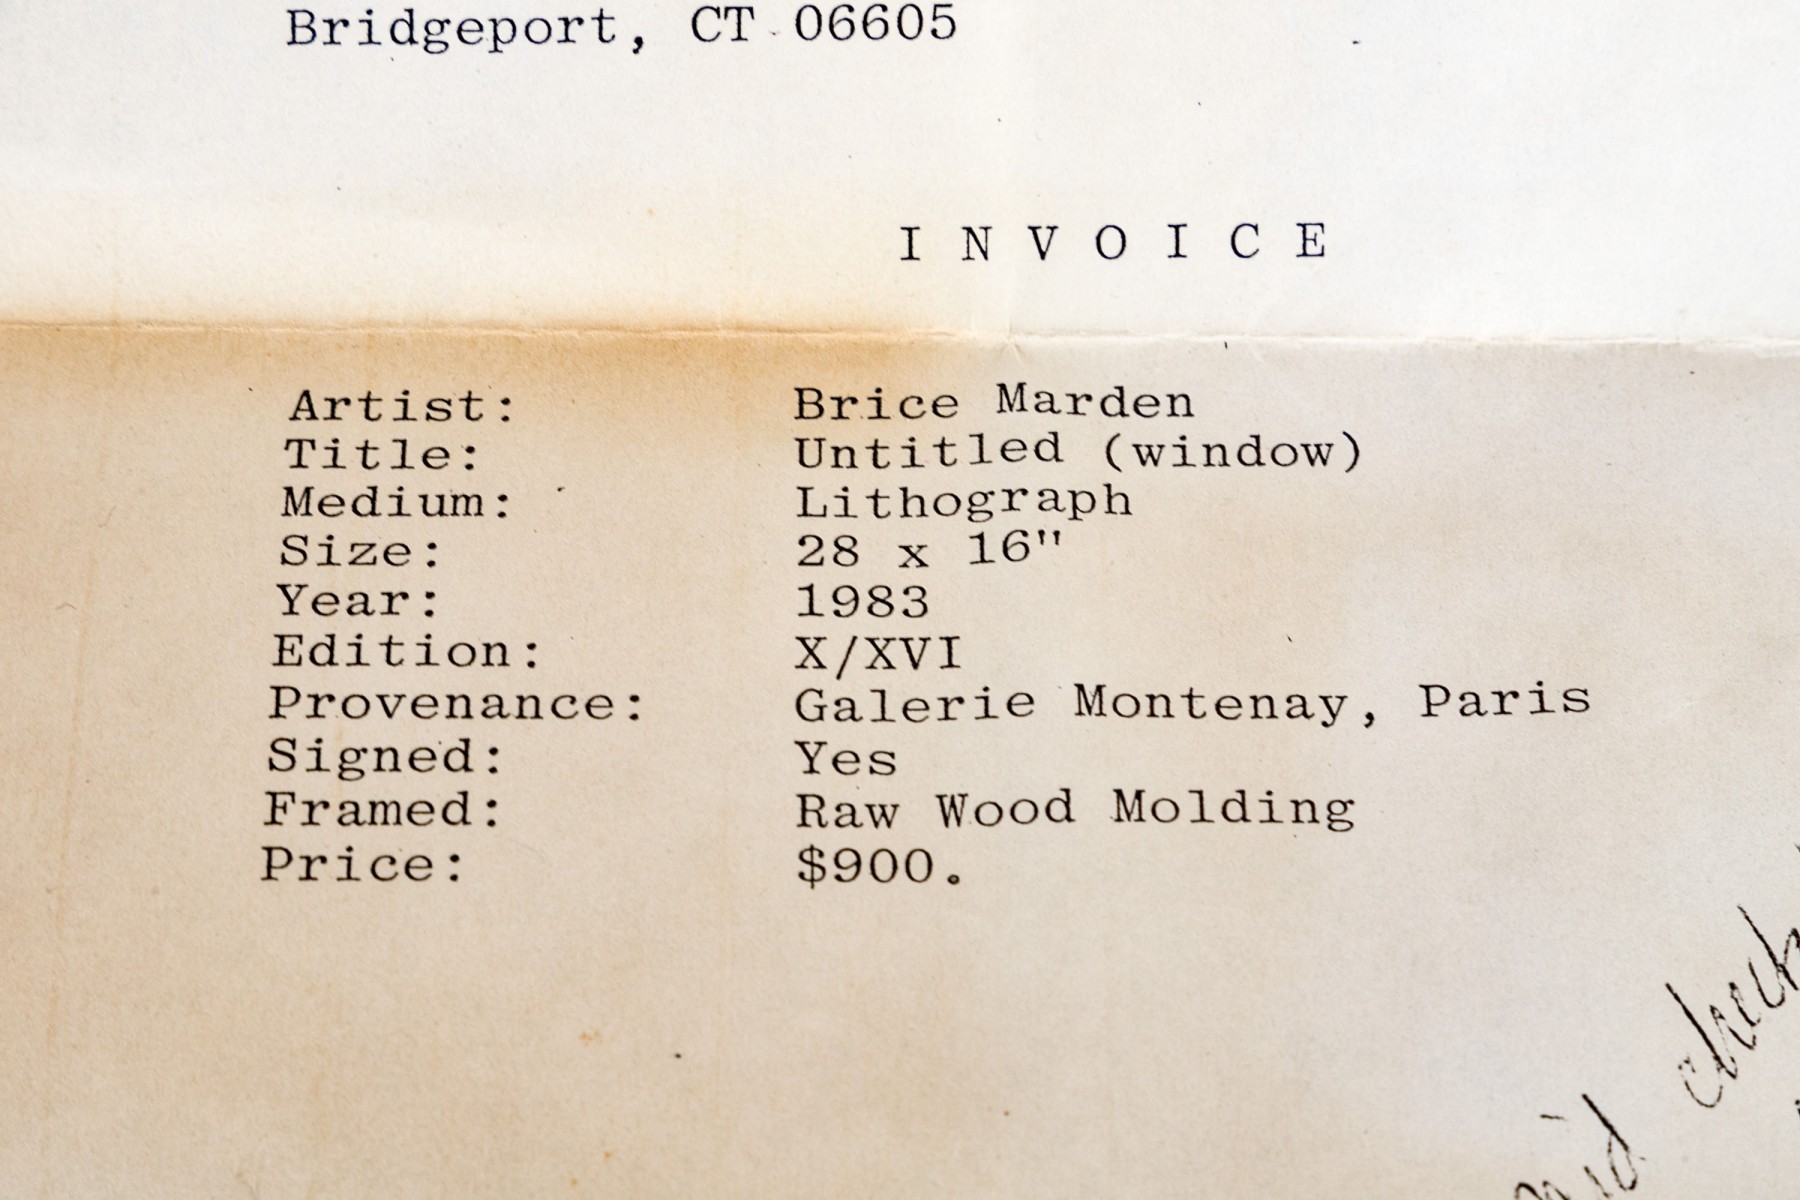 Bridgeport, CT 06605
INVOICE
Artist: Brice Marden
Title: Untitled (window)
Medium: Lithograph
Size: 28 x 16"
Year: 1983
Edition: X/XVI
Provenance: Galerie Montenay, Paris
Signed: Yes
Framed: Raw Wood Molding
Price: $900.